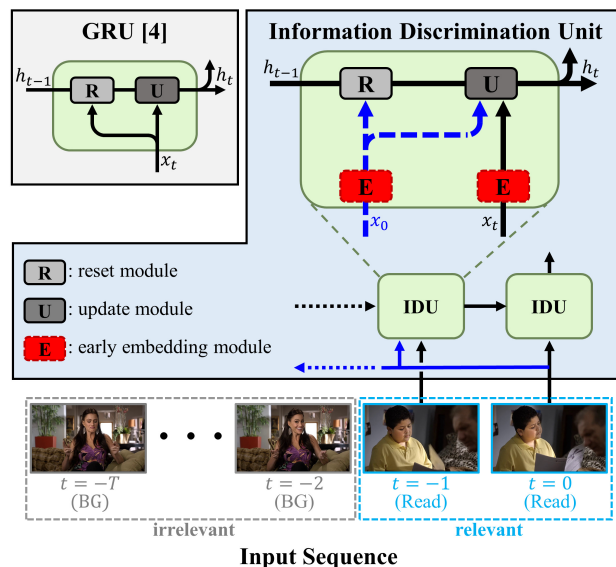 GRU [4]
h_{t-1}
R
U
h_t
x_t
Information Discrimination Unit
h_{t-1}
R
U
h_t
E
E
x_0
x_t
R : reset module
U : update module
E : early embedding module
IDU
IDU
t = -T
(BG)
t = -2
(BG)
t = -1
(Read)
t = 0
(Read)
irrelevant
relevant
Input Sequence